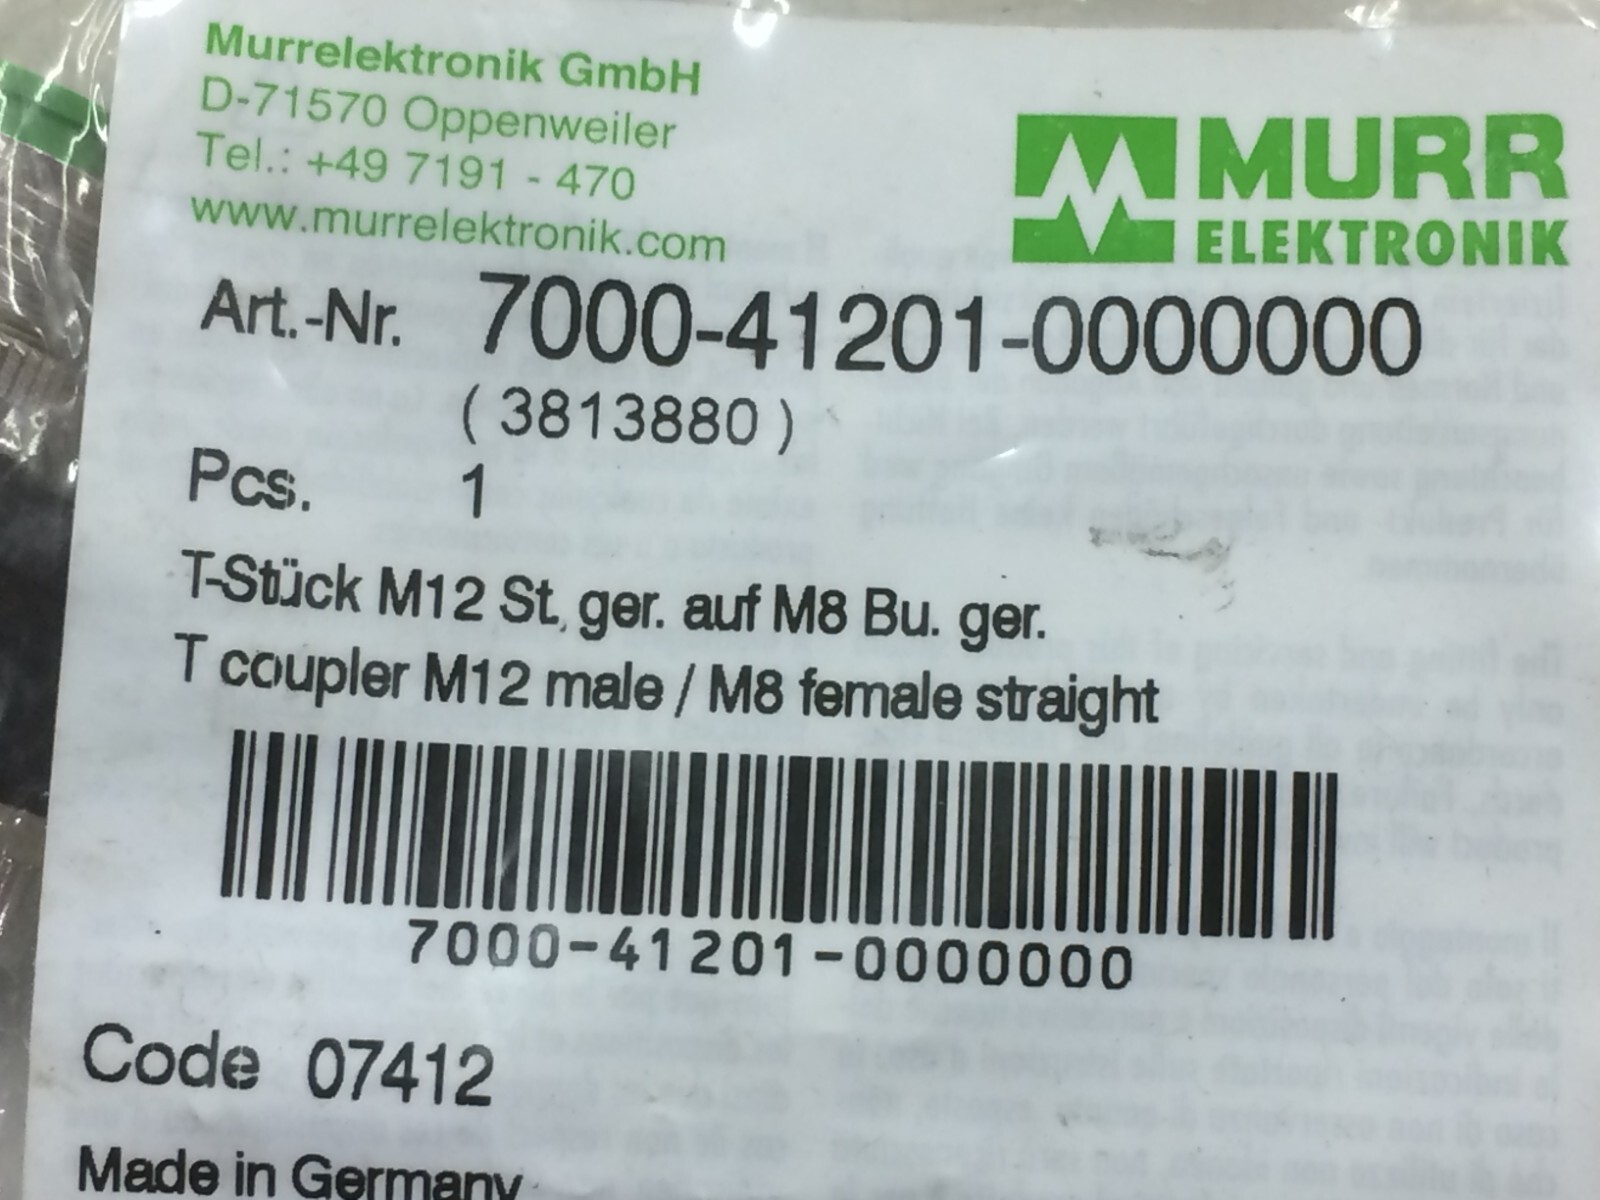 Murrelektronik GmbH
D-71570 Oppenweiler
Tel.: +49 7191 - 470
www.murrelektronik.com
MURR
ELEKTRONIK
Art.-Nr. 7000-41201-0000000
(3813880)
Pcs. 1
T-Stück M12 St. ger. auf M8 Bu. ger.
T coupler M12 male / M8 female straight
7000-41201-0000000
Code 07412
Made in Germany